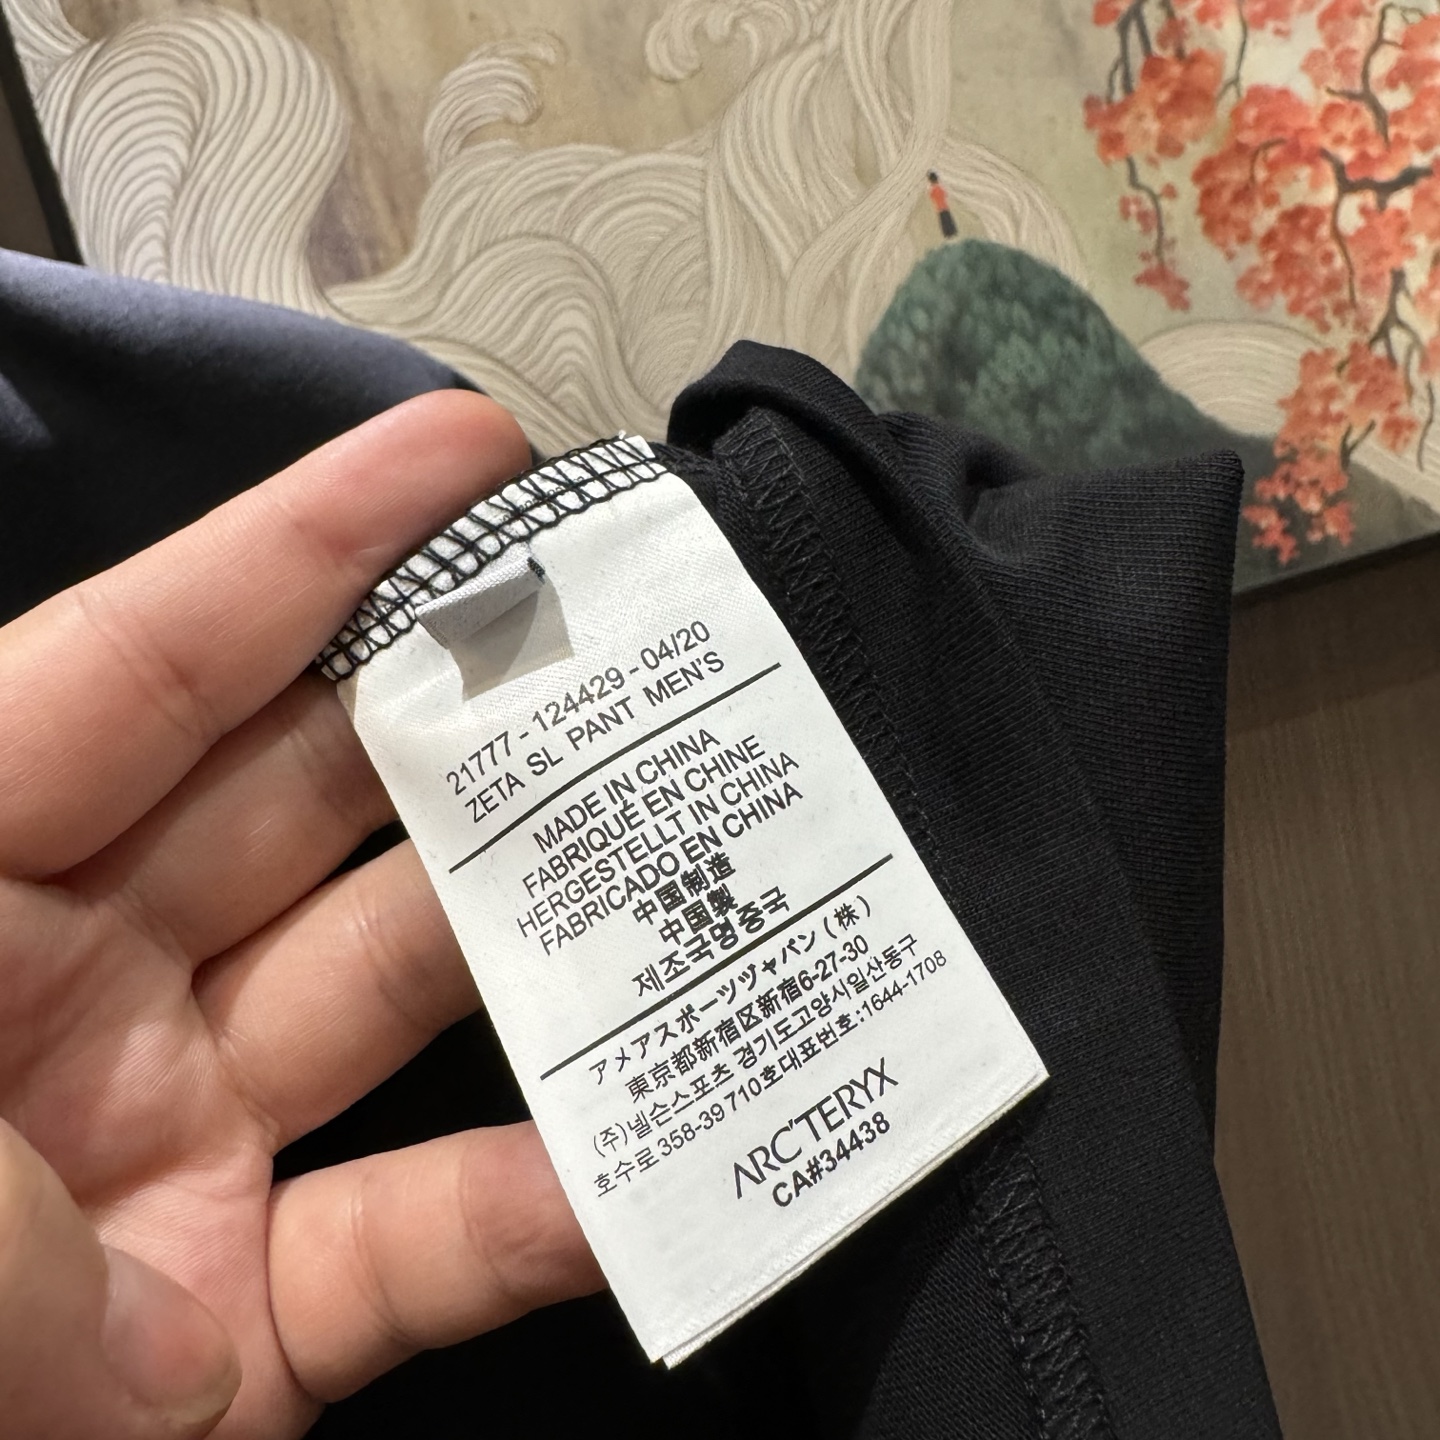 21777 - 124429 - 04/20
ZETA SL PANT MEN'S
MADE IN CHINA
FABRIQUÉ EN CHINE
HERGESTELLT IN CHINA
FABRICADO EN CHINA
中国制造
中国製
제조국명 중국
アメアスポーツヅャパン (株)
東京都新宿区新宿6-27-30
(주)넬슨스포츠 경기도고양시일산동구
호수로358-39 710호대표번호:1644-1708
ARC'TERYX
CA#34438